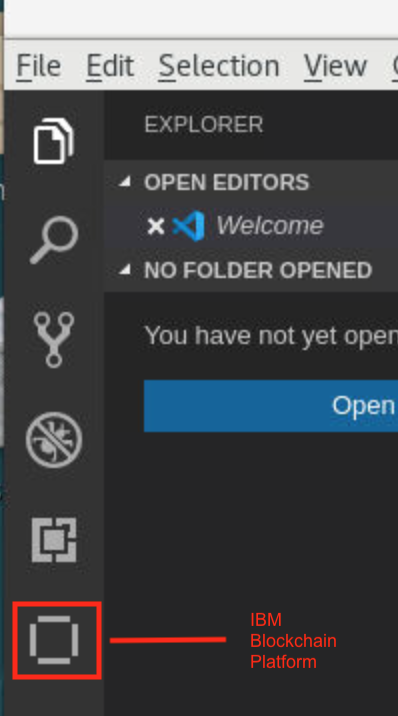 File Edit Selection View
EXPLORER
OPEN EDITORS
Welcome
NO FOLDER OPENED
You have not yet open
Open
IBM
Blockchain
Platform